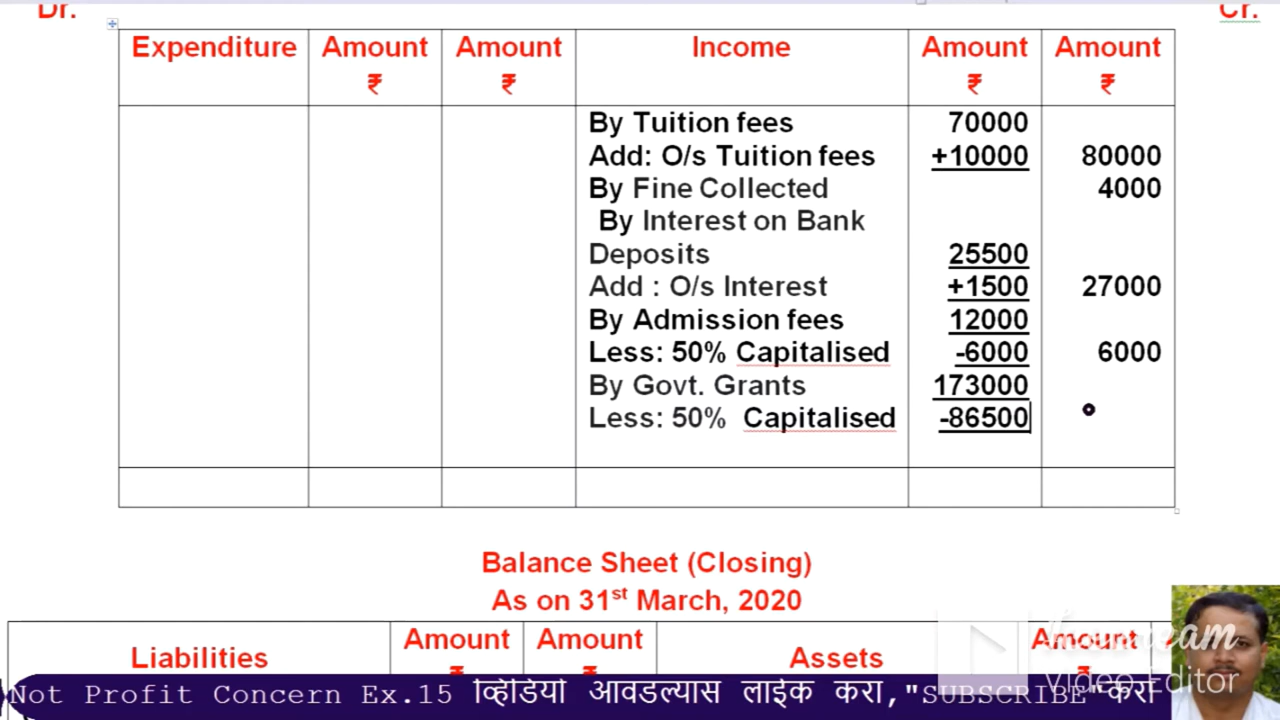 Dr. Cr.
Expenditure Amount ₹ Amount ₹ Income Amount ₹ Amount ₹
By Tuition fees 70000
Add: O/s Tuition fees +10000 80000
By Fine Collected 4000
By Interest on Bank
Deposits 25500
Add : O/s Interest +1500 27000
By Admission fees 12000
Less: 50% Capitalised -6000 6000
By Govt. Grants 173000
Less: 50% Capitalised -86500
Balance Sheet (Closing)
As on 31st March, 2020
Liabilities Amount ₹ Amount ₹ Assets Amount
Video Editor
Not Profit Concern Ex.15 व्हिडियो आवडल्यास लाईक करा,"SUBSCRIBE"करा